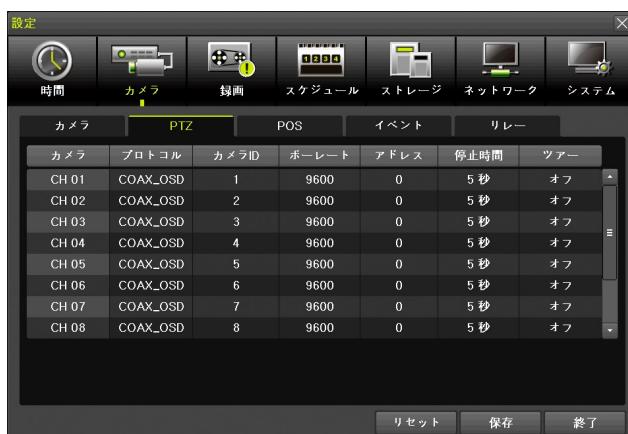 設定
1 2 3 4
時間 カメラ 録画 スケジュール ストレージ ネットワーク システム
カメラ PTZ POS イベント リレー
カメラ プロトコル カメラID ボーレート アドレス 停止時間 ツアー
CH 01 COAX_OSD 1 9600 0 5 秒 オフ
CH 02 COAX_OSD 2 9600 0 5 秒 オフ
CH 03 COAX_OSD 3 9600 0 5 秒 オフ
CH 04 COAX_OSD 4 9600 0 5 秒 オフ
CH 05 COAX_OSD 5 9600 0 5 秒 オフ
CH 06 COAX_OSD 6 9600 0 5 秒 オフ
CH 07 COAX_OSD 7 9600 0 5 秒 オフ
CH 08 COAX_OSD 8 9600 0 5 秒 オフ
リセット 保存 終了